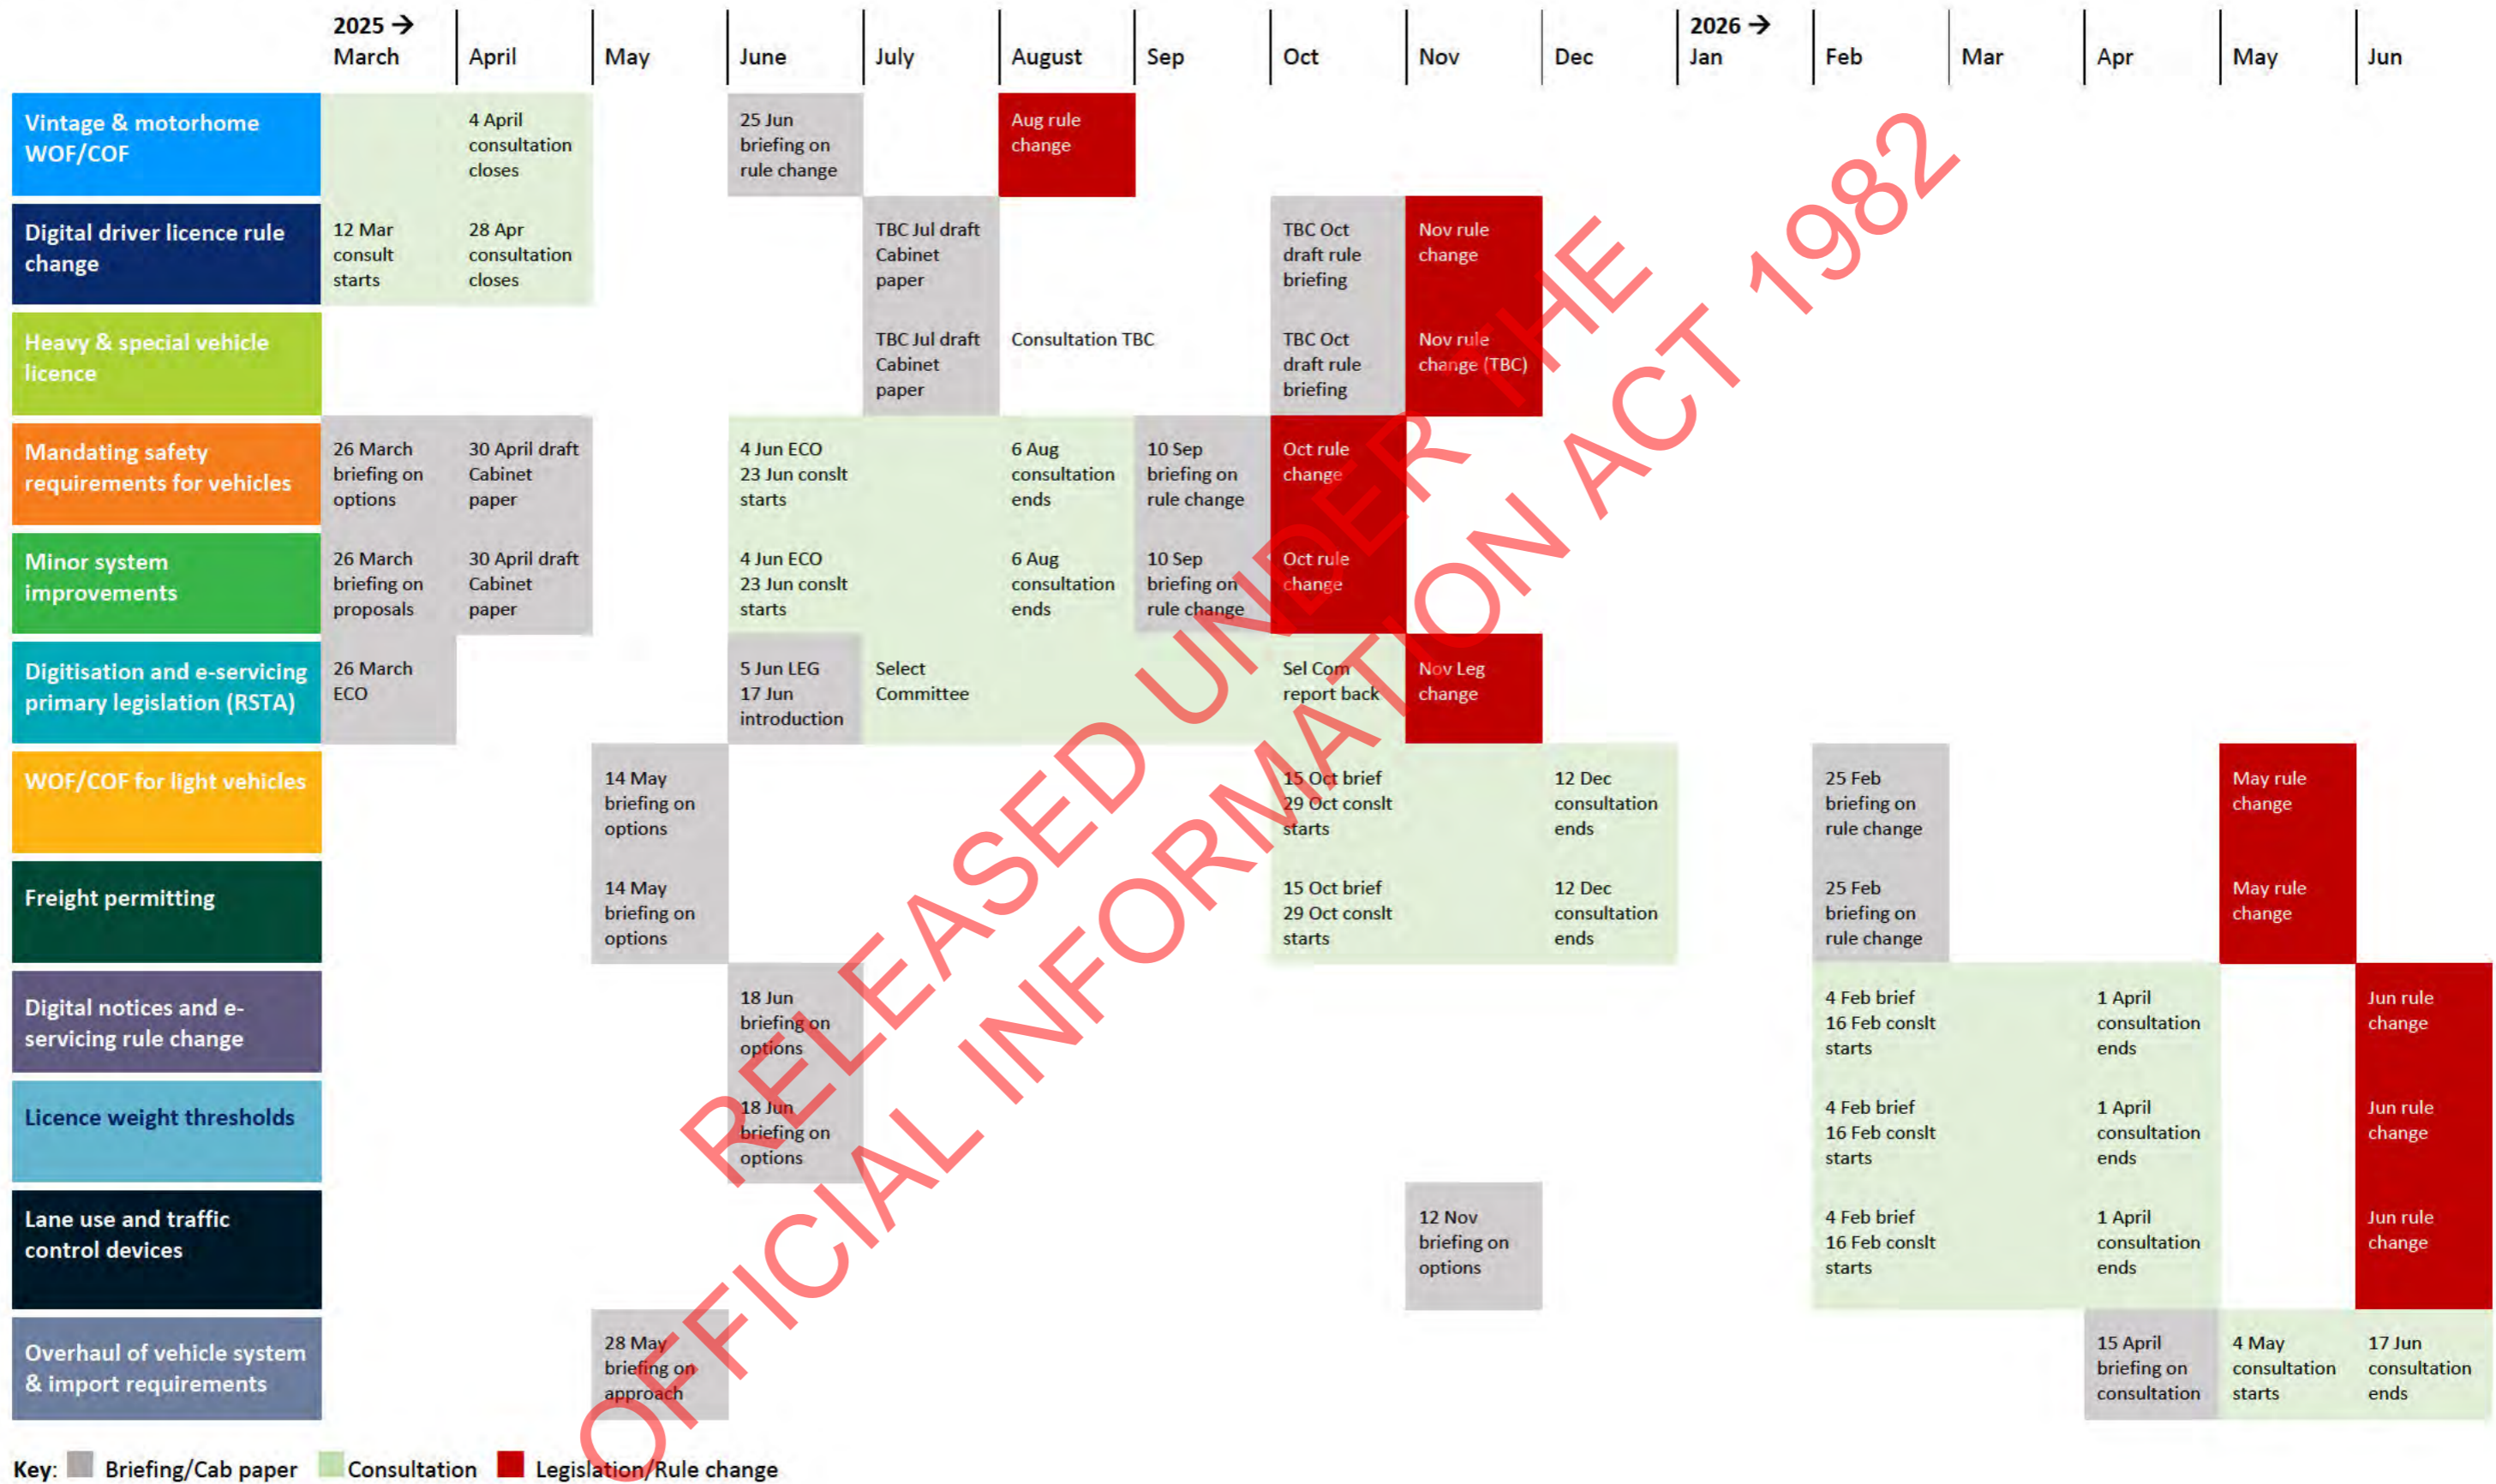 2025 →
March April May June July August Sep Oct Nov Dec
2026 →
Jan Feb Mar Apr May Jun
Vintage & motorhome
WOF/COF
4 April
consultation
closes
25 Jun
briefing on
rule change
Aug rule
change
Digital driver licence rule
change
12 Mar
consult
starts
28 Apr
consultation
closes
TBC Jul draft
Cabinet
paper
TBC Oct
draft rule
briefing
Nov rule
change
Heavy & special vehicle
licence
TBC Jul draft
Cabinet
paper
Consultation TBC
TBC Oct
draft rule
briefing
Nov rule
change (TBC)
Mandating safety
requirements for vehicles
26 March
briefing on
options
30 April draft
Cabinet
paper
4 Jun ECO
23 Jun conslt
starts
6 Aug
consultation
ends
10 Sep
briefing on
rule change
Oct rule
change
Minor system
improvements
26 March
briefing on
proposals
30 April draft
Cabinet
paper
4 Jun ECO
23 Jun conslt
starts
6 Aug
consultation
ends
10 Sep
briefing on
rule change
Oct rule
change
Digitisation and e-servicing
primary legislation (RSTA)
26 March
ECO
5 Jun LEG
17 Jun
introduction
Select
Committee
Sel Com
report back
Nov Leg
change
WOF/COF for light vehicles
14 May
briefing on
options
15 Oct brief
29 Oct conslt
starts
12 Dec
consultation
ends
25 Feb
briefing on
rule change
May rule
change
Freight permitting
14 May
briefing on
options
15 Oct brief
29 Oct conslt
starts
12 Dec
consultation
ends
25 Feb
briefing on
rule change
May rule
change
Digital notices and e-
servicing rule change
18 Jun
briefing on
options
4 Feb brief
16 Feb conslt
starts
1 April
consultation
ends
Jun rule
change
Licence weight thresholds
18 Jun
briefing on
options
4 Feb brief
16 Feb conslt
starts
1 April
consultation
ends
Jun rule
change
Lane use and traffic
control devices
12 Nov
briefing on
options
4 Feb brief
16 Feb conslt
starts
1 April
consultation
ends
Jun rule
change
Overhaul of vehicle system
& import requirements
28 May
briefing on
approach
15 April
briefing on
consultation
4 May
consultation
starts
17 Jun
consultation
ends
Key: Briefing/Cab paper Consultation Legislation/Rule change
RELEASED UNDER THE
OFFICIAL INFORMATION ACT 1982